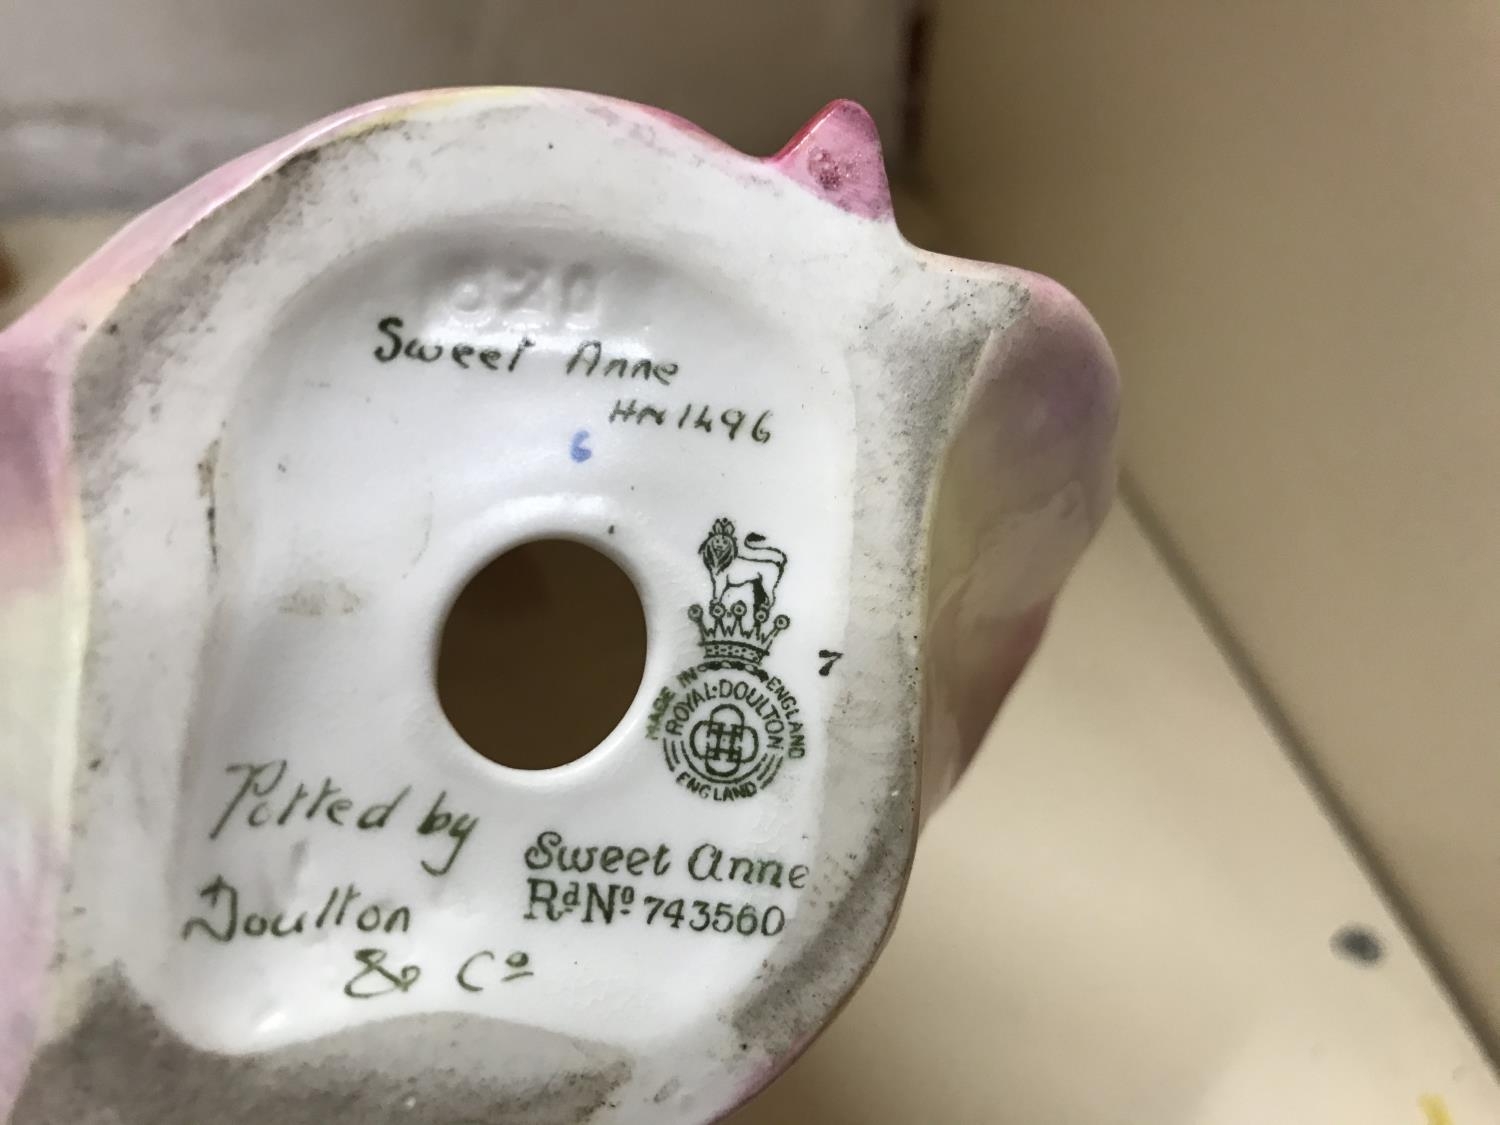 Sweet Anne
HN1496
6
7
MADE IN ENGLAND
ROYAL·DOULTON
ENGLAND
Potted by
Doulton
& Cº
Sweet Anne
RdNº 743560